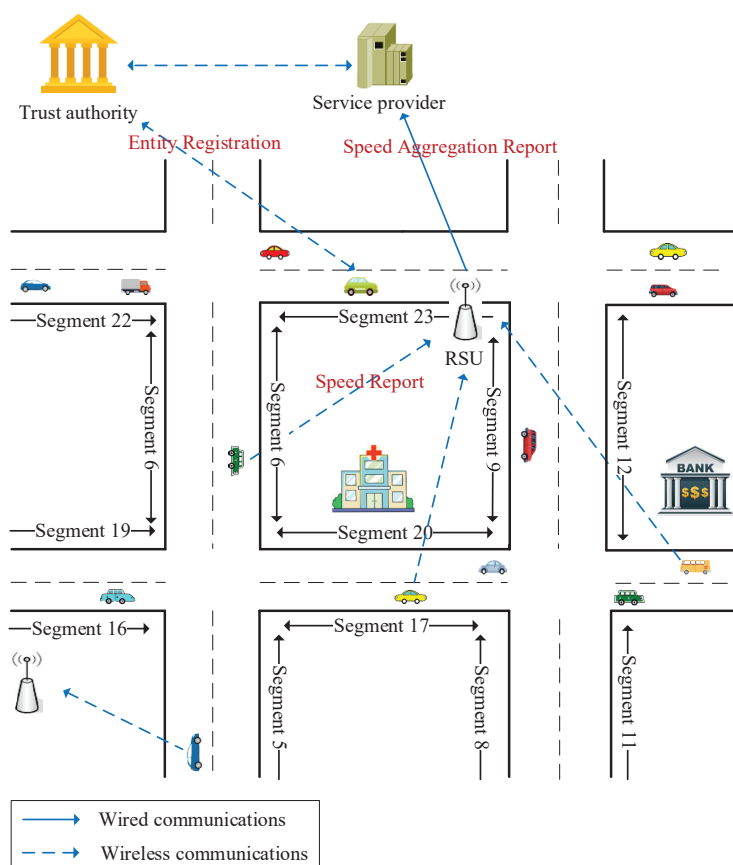 Trust authority
Service provider
Entity Registration
Speed Aggregation Report
Segment 22
Segment 23
RSU
Speed Report
Segment 6
Segment 6
Segment 9
Segment 12
BANK
$$$
Segment 19
Segment 20
Segment 16
Segment 17
Segment 5
Segment 8
Segment 11
Wired communications
Wireless communications